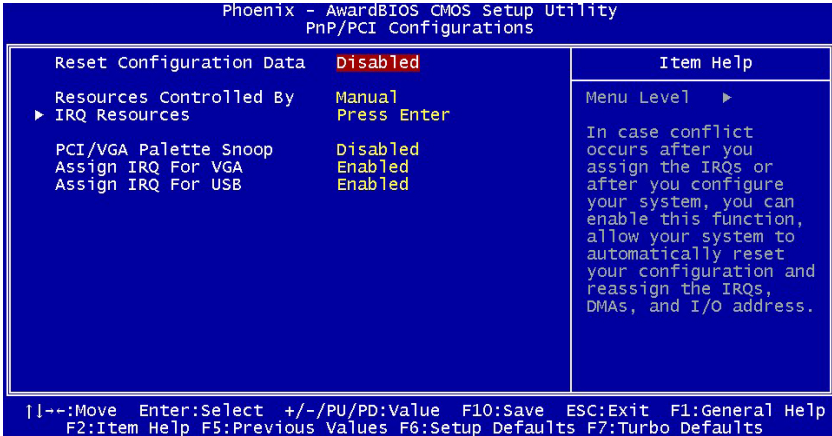 Phoenix - AwardBIOS CMOS Setup Utility
PnP/PCI Configurations
Reset Configuration Data Disabled
Resources Controlled By Manual
▶ IRQ Resources Press Enter
PCI/VGA Palette Snoop Disabled
Assign IRQ For VGA Enabled
Assign IRQ For USB Enabled
Item Help
Menu Level ▶
In case conflict
occurs after you
assign the IRQs or
after you configure
your system, you can
enable this function,
allow your system to
automatically reset
your configuration and
reassign the IRQs,
DMAs, and I/O address.
↑↓→←:Move Enter:Select +/-/PU/PD:Value F10:Save ESC:Exit F1:General Help
F2:Item Help F5:Previous Values F6:Setup Defaults F7:Turbo Defaults